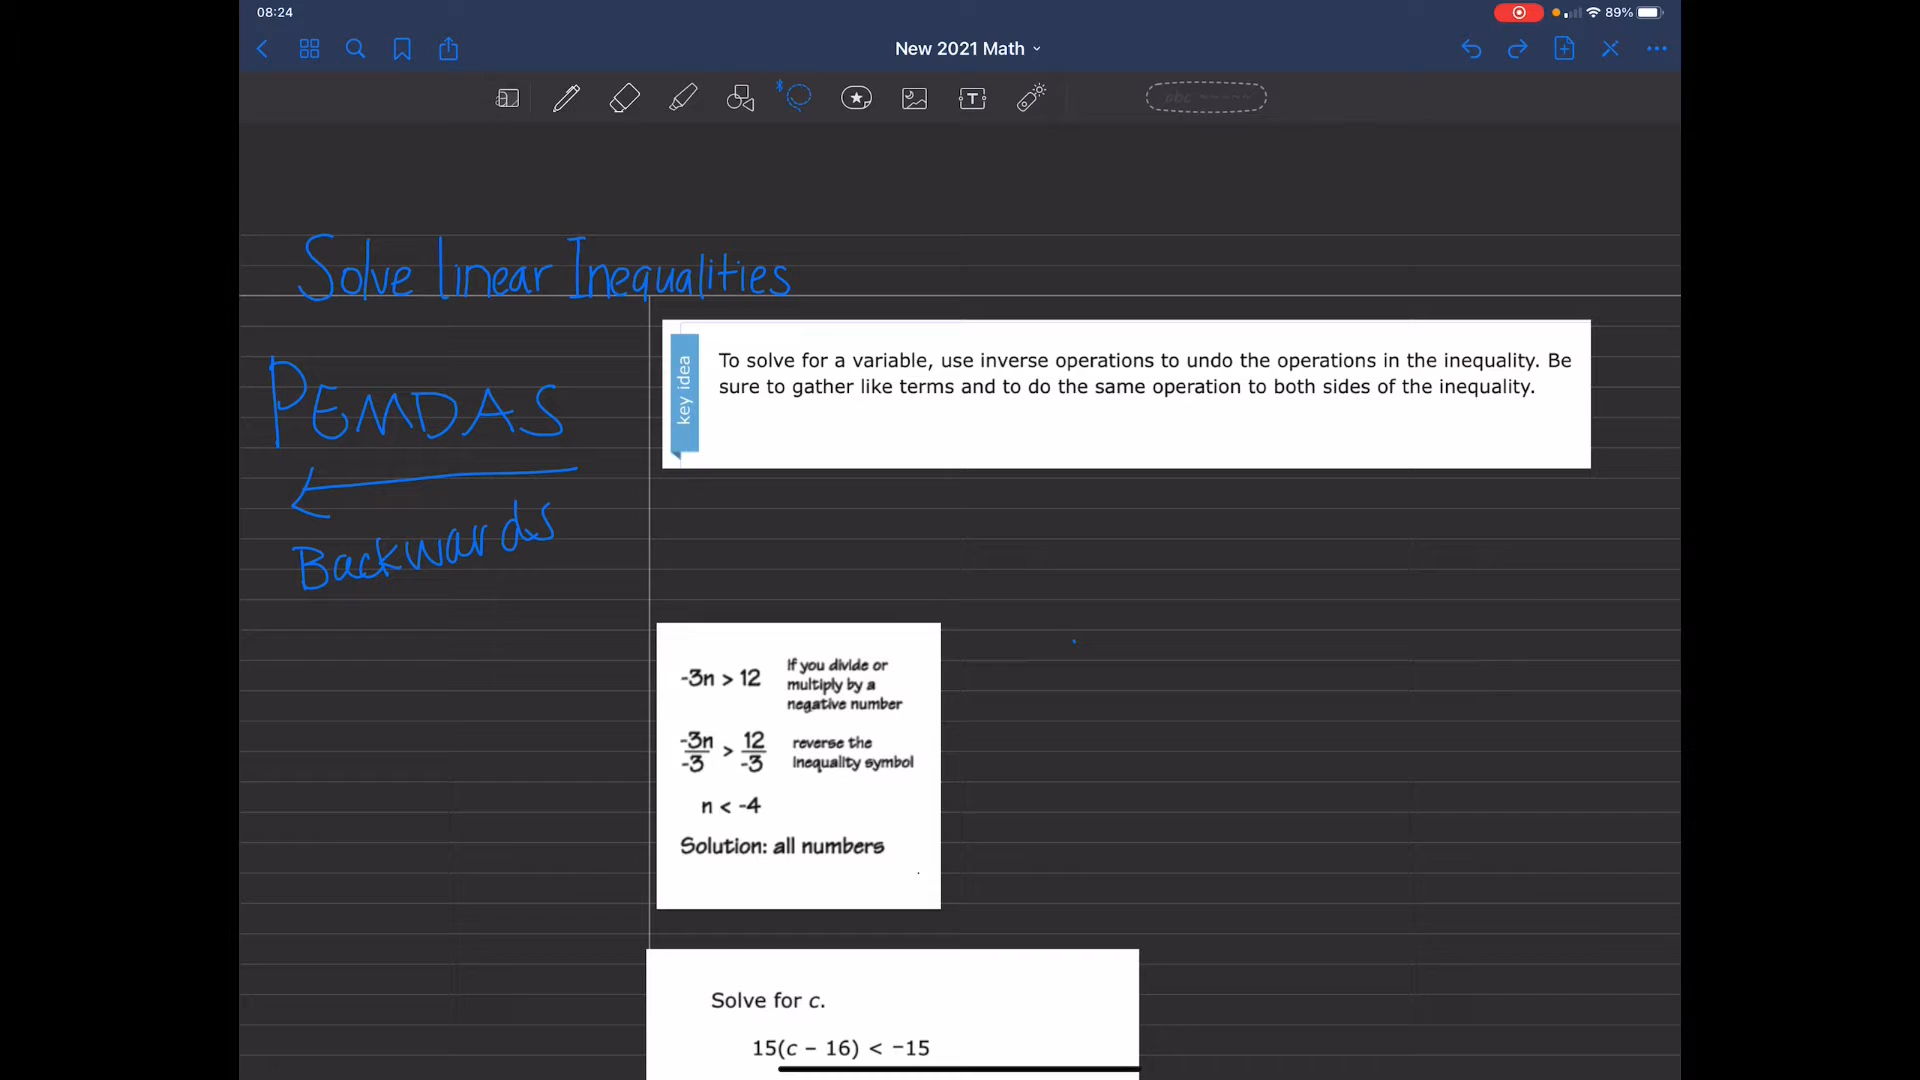 08:24
89%
New 2021 Math
abc
Solve Linear Inequalities
PEMDAS
Backwards
key idea
To solve for a variable, use inverse operations to undo the operations in the inequality. Be
sure to gather like terms and to do the same operation to both sides of the inequality.
-3n > 12
If you divide or
multiply by a
negative number
-3n/-3 > 12/-3
reverse the
inequality symbol
n < -4
Solution: all numbers
Solve for c.
15(c – 16) < –15